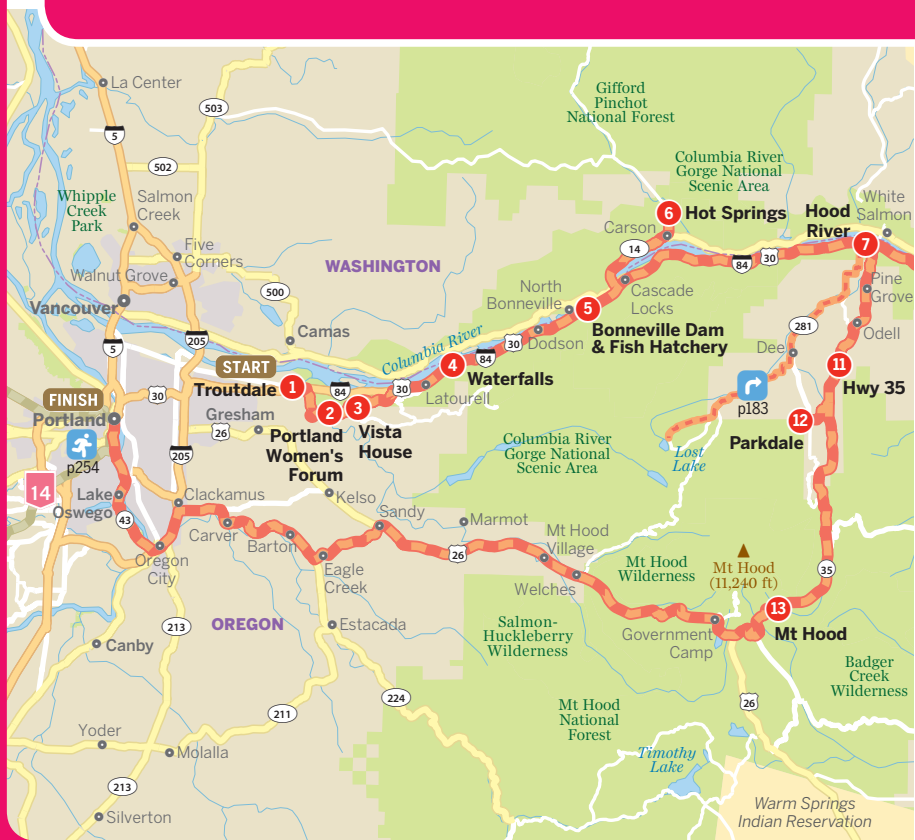 La Center
503
5
502
Gifford
Pinchot
National Forest
Columbia River
Gorge National
Scenic Area
Whipple
Creek
Park
Salmon
Creek
White
Salmon
6 Hot Springs
Hood
River
7
Carson
14
Five
Corners
Walnut Grove
WASHINGTON
84
30
500
North
Bonneville
Cascade
Locks
Pine
Grove
Vancouver
Camas
5
Bonneville Dam
& Fish Hatchery
281
Odell
5
205
Columbia River
30
Dodson
Dee
START
Troutdale 1
84
30
4
84
Waterfalls
Latourell
11
Hwy 35
p183
FINISH
Portland
30
2
3
Gresham
26
Portland
Women's
Forum
Vista
House
12
Parkdale
p254
205
Columbia River
Gorge National
Scenic Area
Lost
Lake
14
Lake
Oswego
43
Clackamus
Kelso
Sandy
Marmot
Carver
Barton
26
Mt Hood
Village
Oregon
City
Eagle
Creek
Welches
Mt Hood
Wilderness
Mt Hood
(11,240 ft)
35
13
Mt Hood
213
OREGON
Estacada
Salmon-
Huckleberry
Wilderness
Government
Camp
Canby
Badger
Creek
Wilderness
224
211
26
Mt Hood
National
Forest
Yoder
Molalla
Timothy
Lake
213
Silverton
Warm Springs
Indian Reservation